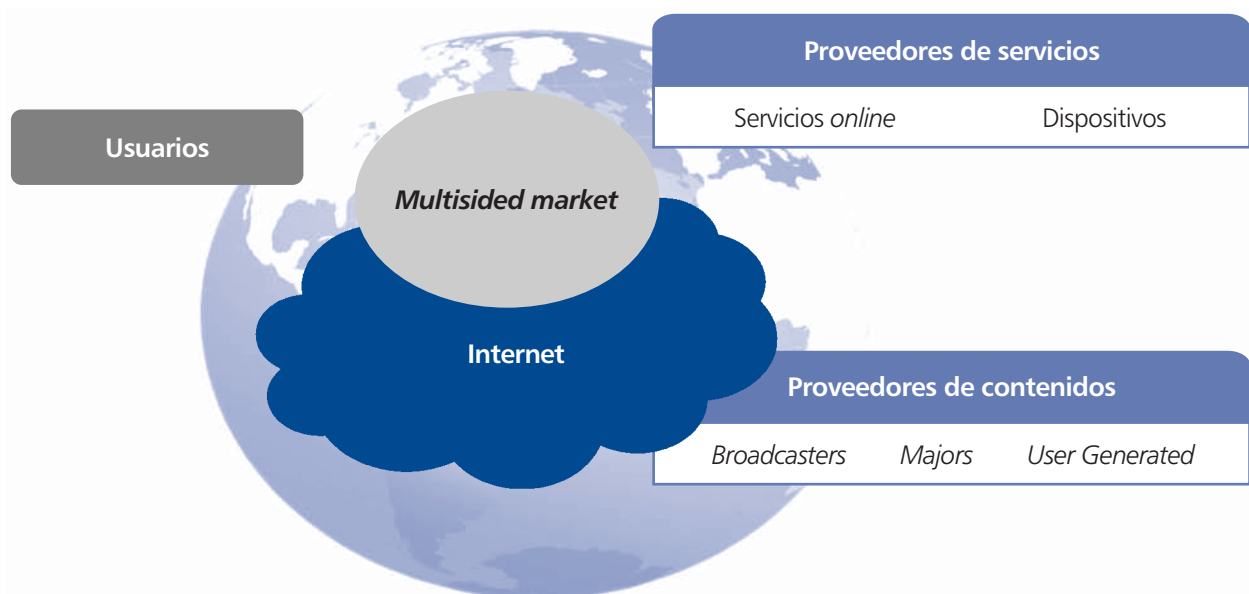 Proveedores de servicios
Servicios online Dispositivos
Usuarios
Multisided market
Internet
Proveedores de contenidos
Broadcasters Majors User Generated